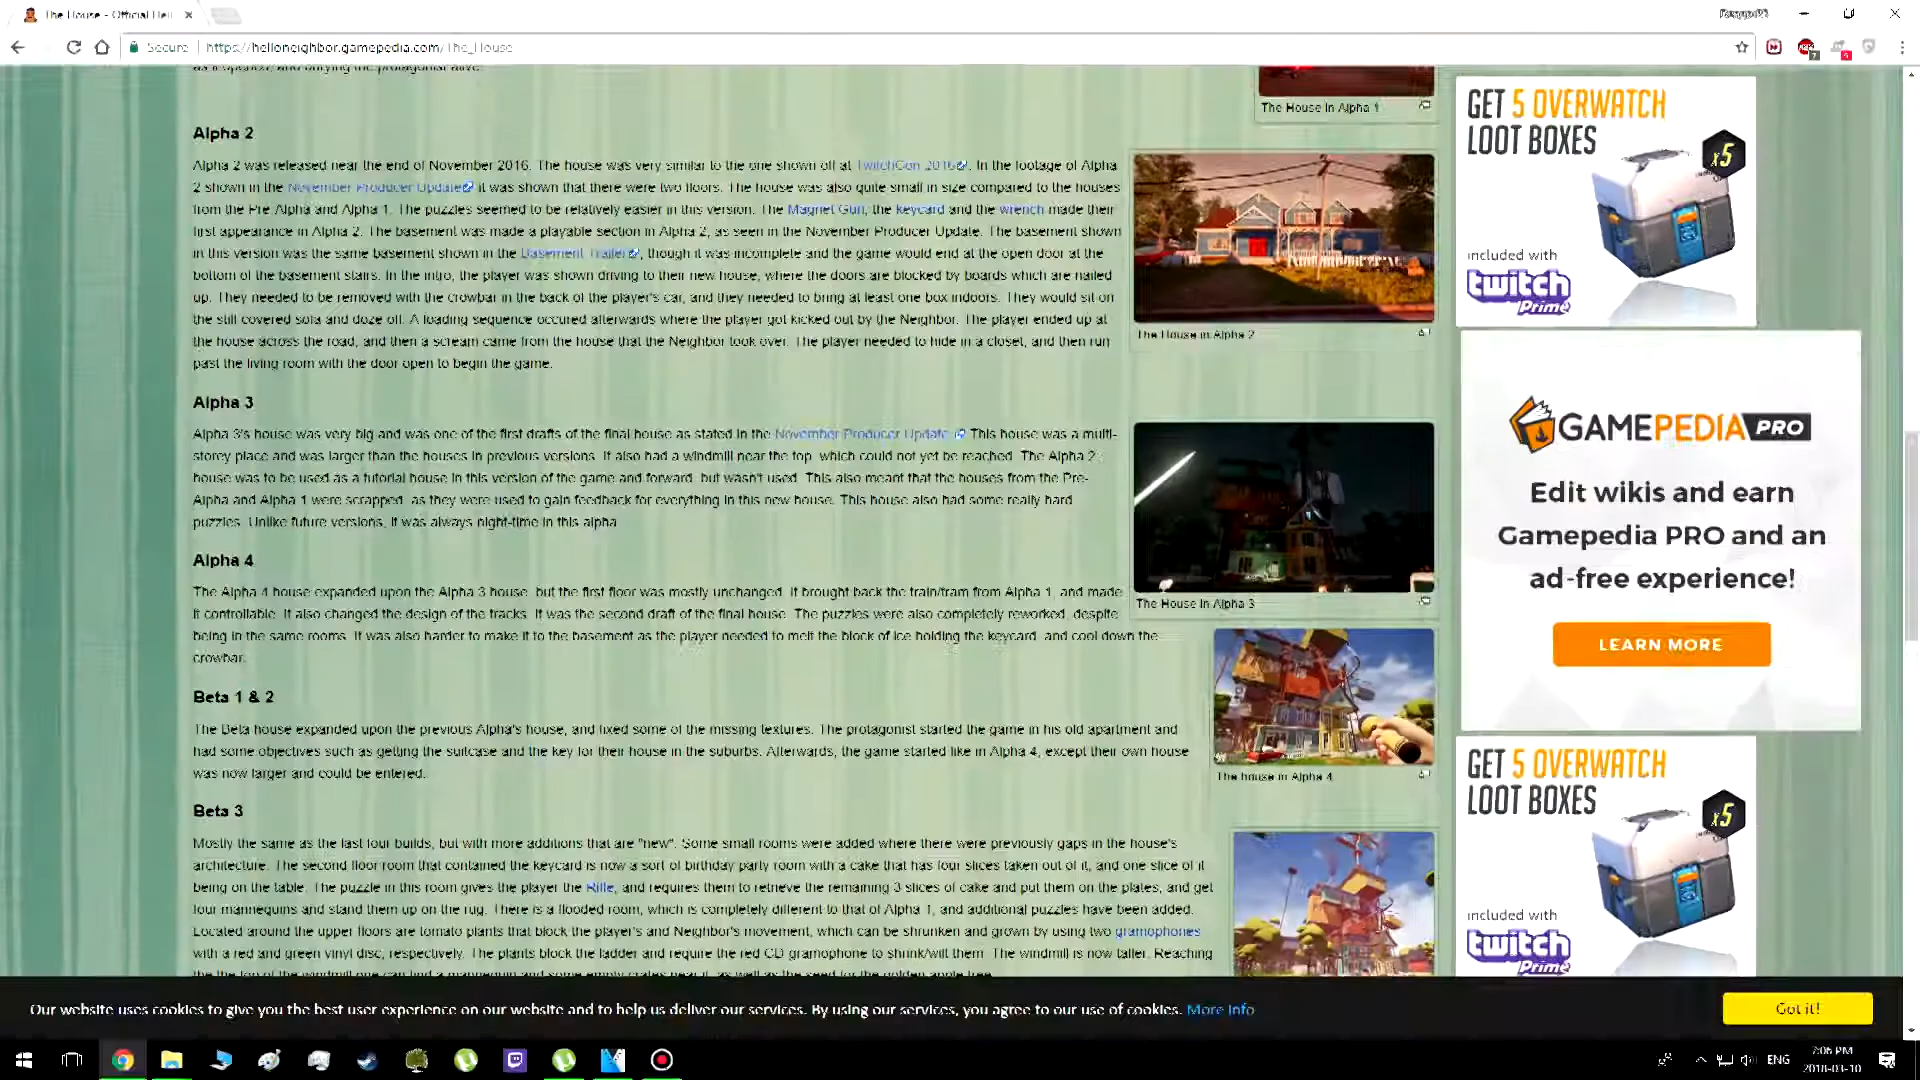 The House - Official Hell
Secure
https://helloneighbor.gamepedia.com/The_House
The House in Alpha 1
Alpha 2
Alpha 2 was released near the end of November 2016. The house was very similar to the one shown off at TwitchCon 2016. In the footage of Alpha
2 shown in the November Producer Update it was shown that there were two floors. The house was also quite small in size compared to the houses
from the Pre Alpha and Alpha 1. The puzzles seemed to be relatively easier in this version. The Magnet Gun, the keycard and the wrench made their
first appearance in Alpha 2. The basement was made a playable section in Alpha 2, as seen in the November Producer Update. The basement shown
in this version was the same basement shown in the Basement Trailer, though it was incomplete and the game would end at the open door at the
bottom of the basement stairs. In the intro, the player was shown driving to their new house, where the doors are blocked by boards which are nailed
up. They needed to be removed with the crowbar in the back of the player's car, and they needed to bring at least one box indoors. They would sit on
the still covered sofa and doze off. A loading sequence occured afterwards where the player got kicked out by the Neighbor. The player ended up at
the house across the road, and then a scream came from the house that the Neighbor took over. The player needed to hide in a closet, and then run
past the living room with the door open to begin the game.
The House in Alpha 2
Alpha 3
Alpha 3's house was very big and was one of the first drafts of the final house as stated in the November Producer Update. This house was a multi-
storey place and was larger than the houses in previous versions. It also had a windmill near the top, which could not yet be reached. The Alpha 2
house was to be used as a tutorial house in this version of the game and forward, but wasn't used. This also meant that the houses from the Pre-
Alpha and Alpha 1 were scrapped, as they were used to gain feedback for everything in this new house. This house also had some really hard
puzzles. Unlike future versions, it was always night-time in this alpha.
The House in Alpha 3
Alpha 4
The Alpha 4 house expanded upon the Alpha 3 house, but the first floor was mostly unchanged. It brought back the train/tram from Alpha 1, and made
it controllable. It also changed the design of the tracks. It was the second draft of the final house. The puzzles were also completely reworked, despite
being in the same rooms. It was also harder to make it to the basement as the player needed to melt the block of ice holding the keycard, and cool down the
crowbar.
The house in Alpha 4
Beta 1 & 2
The Beta house expanded upon the previous Alpha's house, and fixed some of the missing textures. The protagonist started the game in his old apartment and
had some objectives such as getting the suitcase and the key for their house in the suburbs. Afterwards, the game started like in Alpha 4, except their own house
was now larger and could be entered.
Beta 3
Mostly the same as the last four builds, but with more additions that are "new". Some small rooms were added where there were previously gaps in the house's
architecture. The second floor room that contained the keycard is now a sort of birthday party room with a cake that has four slices taken out of it, and one slice of it
being on the table. The puzzle in this room gives the player the Rifle, and requires them to retrieve the remaining 3 slices of cake and put them on the plates, and get
four mannequins and stand them up on the rug. There is a flooded room, which is completely different to that of Alpha 1, and additional puzzles have been added.
Located around the upper floors are tomato plants that block the player's and Neighbor's movement, which can be shrunken and grown by using two gramophones
with a red and green vinyl disc, respectively. The plants block the ladder and require the red CD gramophone to shrink/wilt them. The windmill is now taller. Reaching
GET 5 OVERWATCH
LOOT BOXES
x5
included with
twitch
Prime
GAMEPEDIA PRO
Edit wikis and earn
Gamepedia PRO and an
ad-free experience!
LEARN MORE
GET 5 OVERWATCH
LOOT BOXES
x5
included with
twitch
Prime
Our website uses cookies to give you the best user experience on our website and to help us deliver our services. By using our services, you agree to our use of cookies. More Info
Got it!
ENG
7:06 PM
2018-03-10